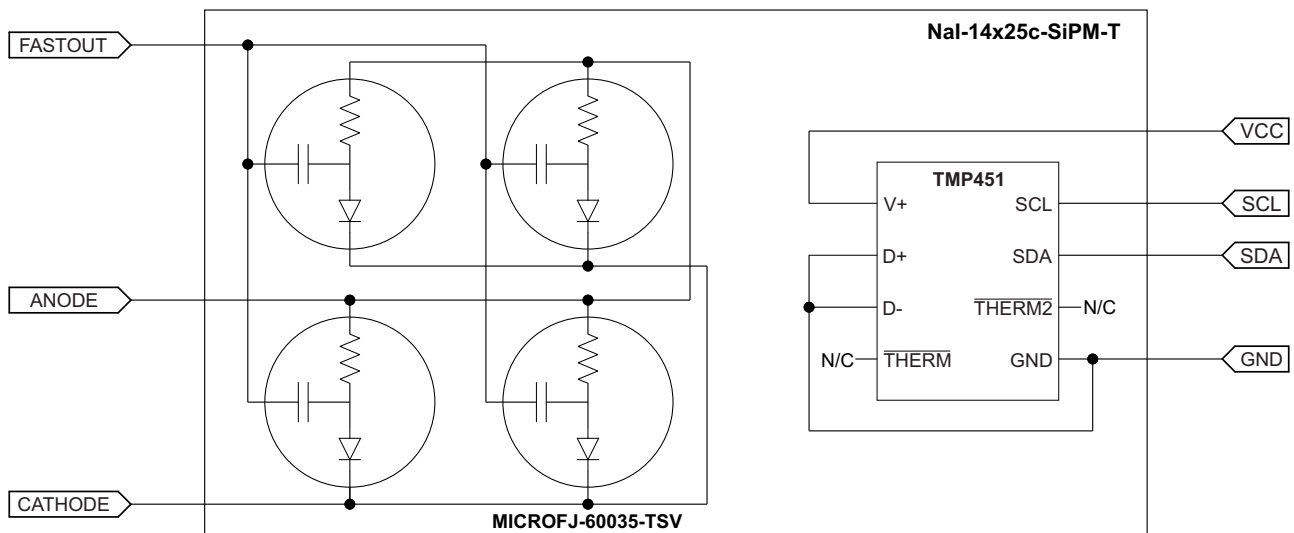 NaI-14x25c-SiPM-T
FASTOUT
ANODE
CATHODE
MICROFJ-60035-TSV
TMP451
V+
SCL
D+
SDA
D-
THERM2
N/C
N/C
THERM
GND
VCC
SCL
SDA
GND